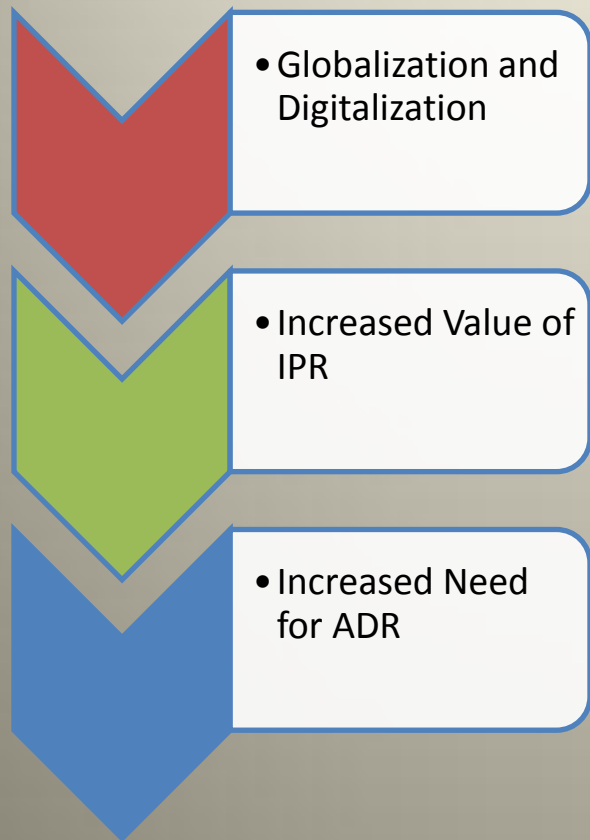 • Globalization and
Digitalization
• Increased Value of
IPR
• Increased Need
for ADR